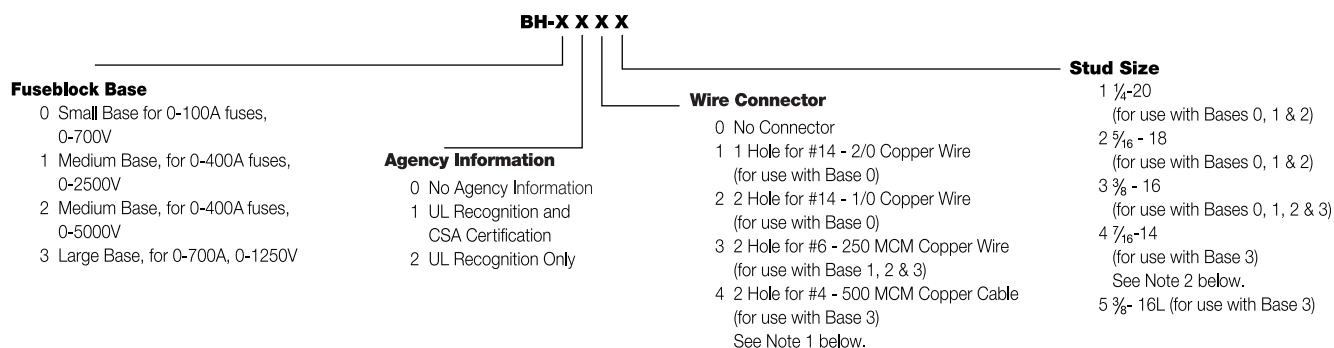 BH-X X X X
Fuseblock Base
0 Small Base for 0-100A fuses,
0-700V
1 Medium Base, for 0-400A fuses,
0-2500V
2 Medium Base, for 0-400A fuses,
0-5000V
3 Large Base, for 0-700A, 0-1250V
Agency Information
0 No Agency Information
1 UL Recognition and
CSA Certification
2 UL Recognition Only
Wire Connector
0 No Connector
1 1 Hole for #14 - 2/0 Copper Wire
(for use with Base 0)
2 2 Hole for #14 - 1/0 Copper Wire
(for use with Base 0)
3 2 Hole for #6 - 250 MCM Copper Wire
(for use with Base 1, 2 & 3)
4 2 Hole for #4 - 500 MCM Copper Cable
(for use with Base 3)
See Note 1 below.
Stud Size
1 1/4-20
(for use with Bases 0, 1 & 2)
2 5/16 - 18
(for use with Bases 0, 1 & 2)
3 3/8 - 16
(for use with Bases 0, 1, 2 & 3)
4 7/16-14
(for use with Base 3)
See Note 2 below.
5 3/8- 16L (for use with Base 3)